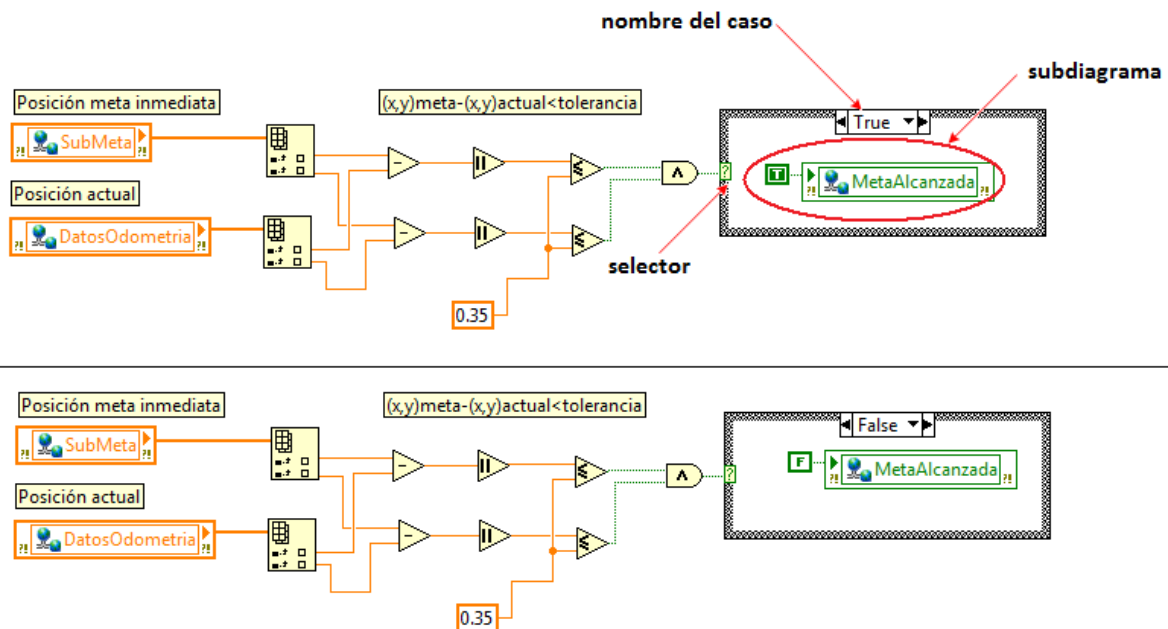 nombre del caso
subdiagrama
Posición meta inmediata
(x,y)meta-(x,y)actual<tolerancia
True
?! SubMeta ?!
-
||
≤
∧
?
T
?! MetaAlcanzada ?!
Posición actual
?! DatosOdometria ?!
-
||
≤
selector
0.35
Posición meta inmediata
(x,y)meta-(x,y)actual<tolerancia
False
?! SubMeta ?!
-
||
≤
∧
?
F
?! MetaAlcanzada ?!
Posición actual
?! DatosOdometria ?!
-
||
≤
0.35